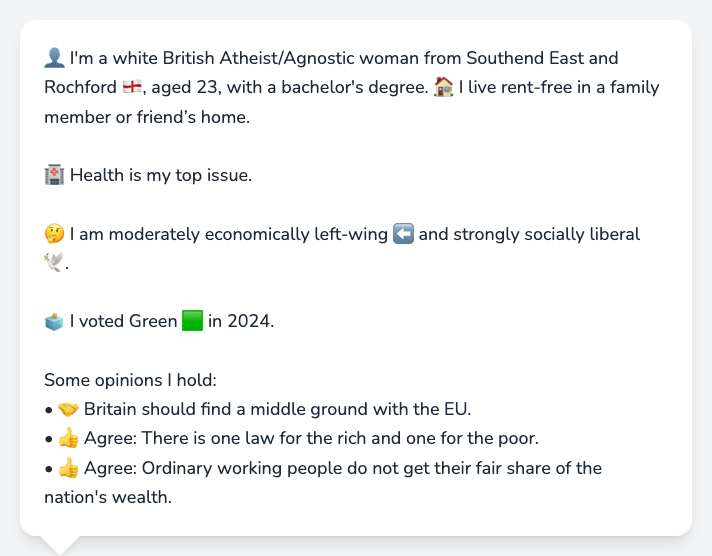 👤 I'm a white British Atheist/Agnostic woman from Southend East and
Rochford 🏴󠁧󠁢󠁥󠁮󠁧󠁿, aged 23, with a bachelor's degree. 🏠 I live rent-free in a family
member or friend’s home.
🏥 Health is my top issue.
🤔 I am moderately economically left-wing ⬅️ and strongly socially liberal
🕊️.
🗳️ I voted Green 🟩 in 2024.
Some opinions I hold:
• 🤝 Britain should find a middle ground with the EU.
• 👍 Agree: There is one law for the rich and one for the poor.
• 👍 Agree: Ordinary working people do not get their fair share of the
nation's wealth.